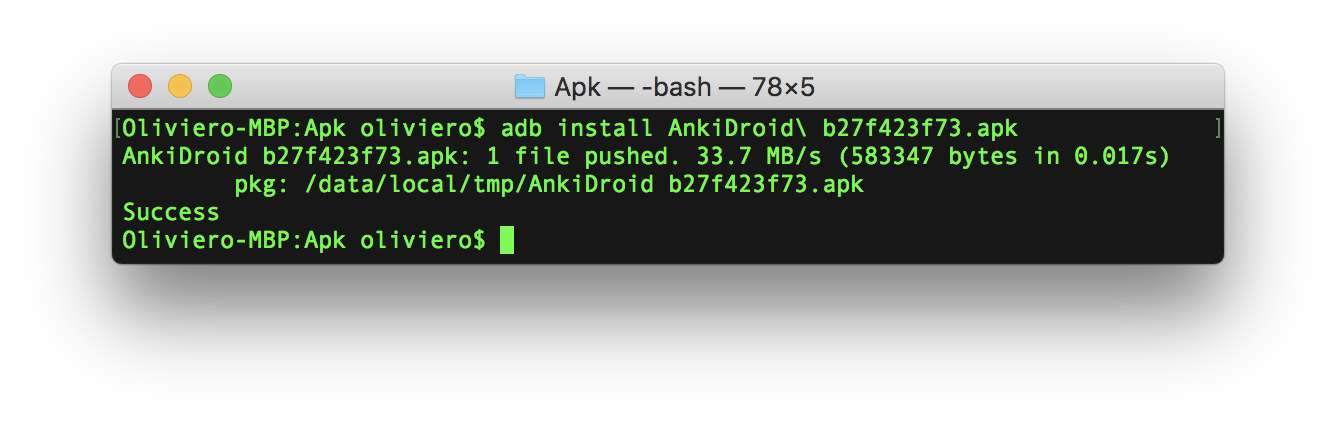 Apk — -bash — 78×5
[Oliviero-MBP:Apk oliviero$ adb install AnkiDroid\ b27f423f73.apk ]
AnkiDroid b27f423f73.apk: 1 file pushed. 33.7 MB/s (583347 bytes in 0.017s)
        pkg: /data/local/tmp/AnkiDroid b27f423f73.apk
Success
Oliviero-MBP:Apk oliviero$